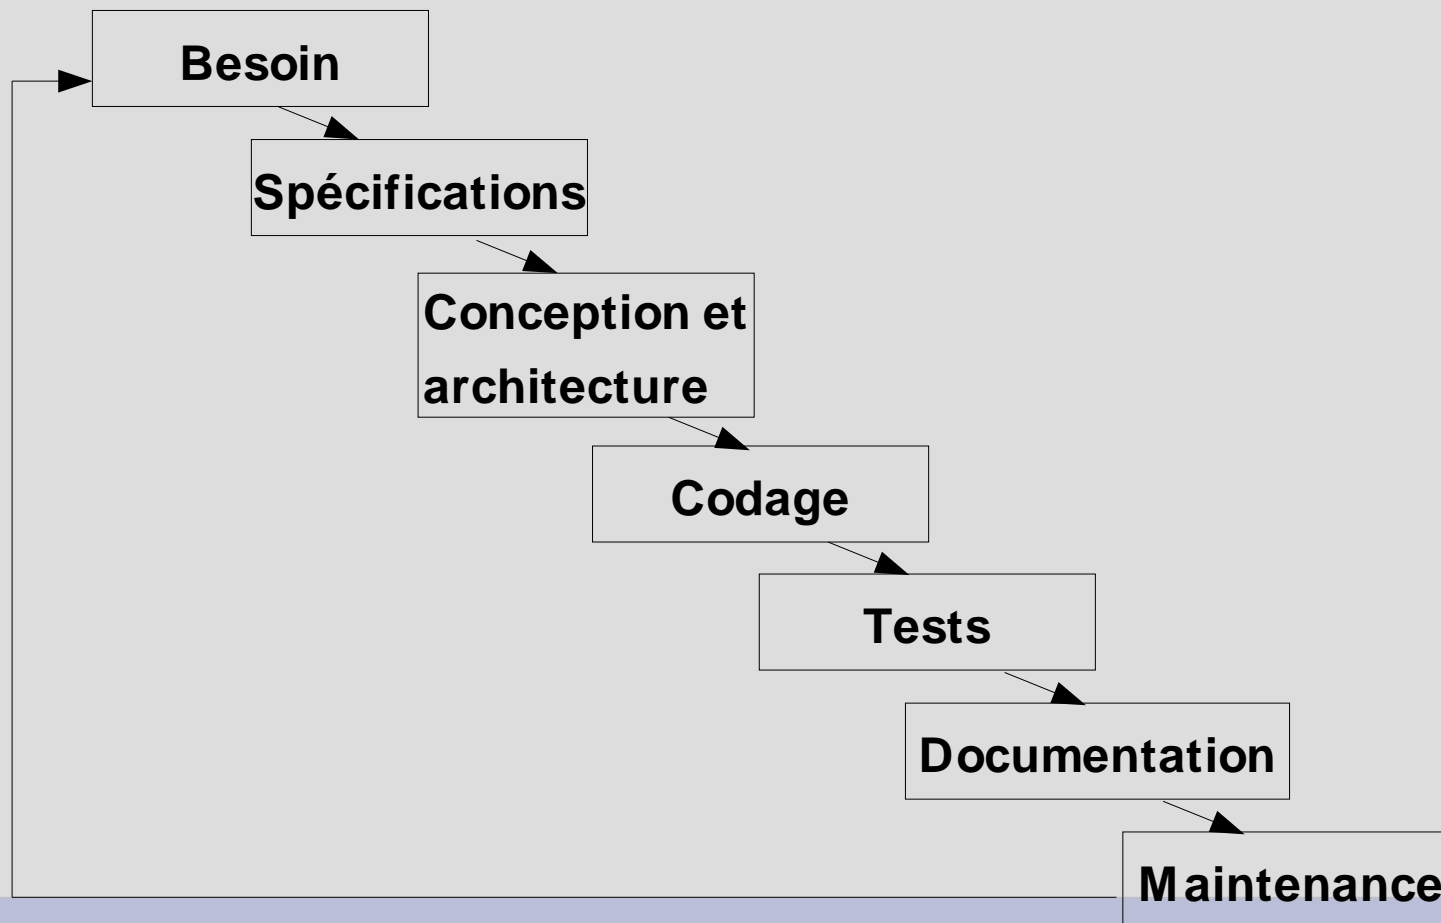 Besoin
Spécifications
Conception et
architecture
Codage
Tests
Documentation
Maintenance